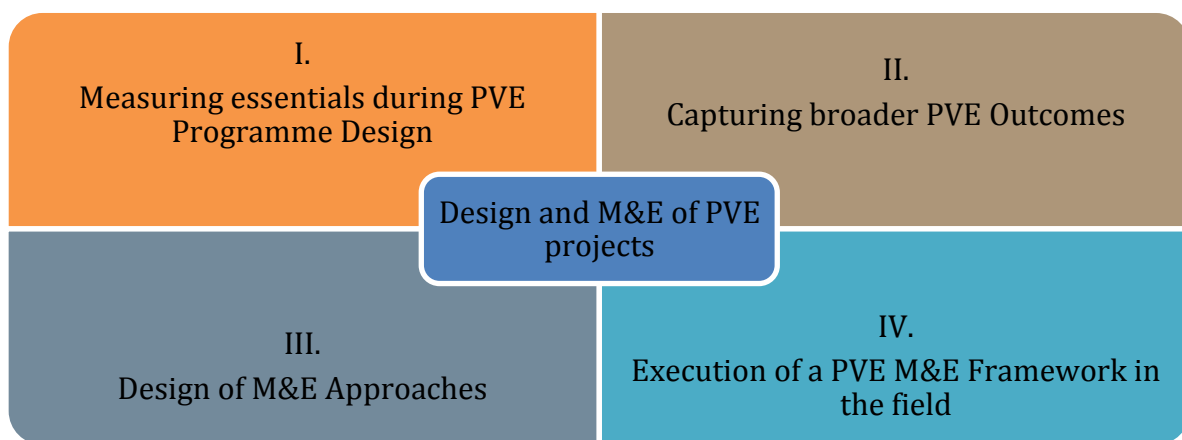 I.
Measuring essentials during PVE
Programme Design
II.
Capturing broader PVE Outcomes
Design and M&E of PVE
projects
III.
Design of M&E Approaches
IV.
Execution of a PVE M&E Framework in
the field